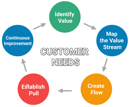 Identify
Value
Map the
Value
Stream
Create
Flow
Establish
Pull
Continuous
Improvement
CUSTOMER
NEEDS